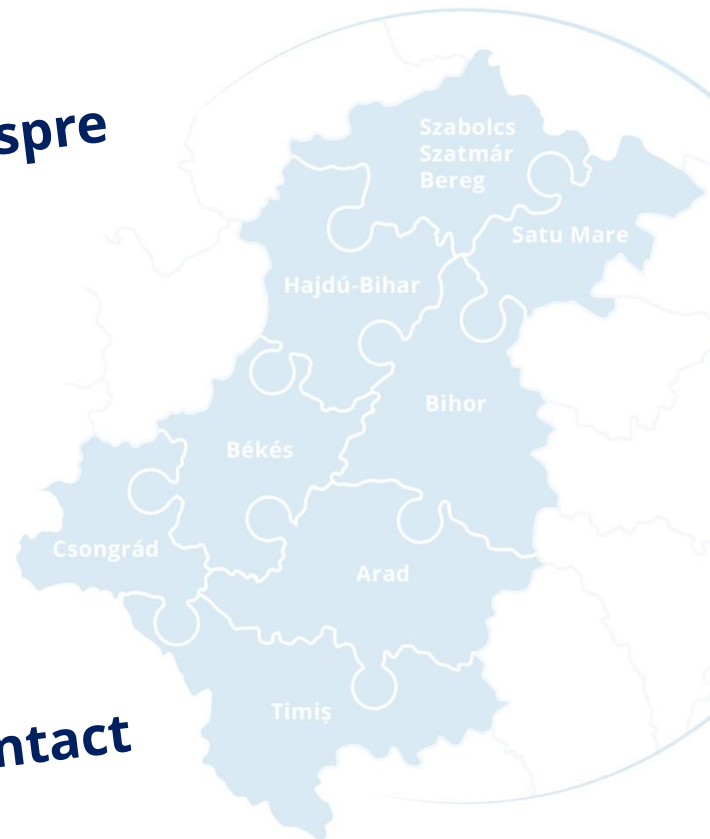 spre
Szabolcs
Szatmár
Bereg
Satu Mare
Hajdú-Bihar
Bihor
Békés
Csongrád
Arad
Timiș
ntact